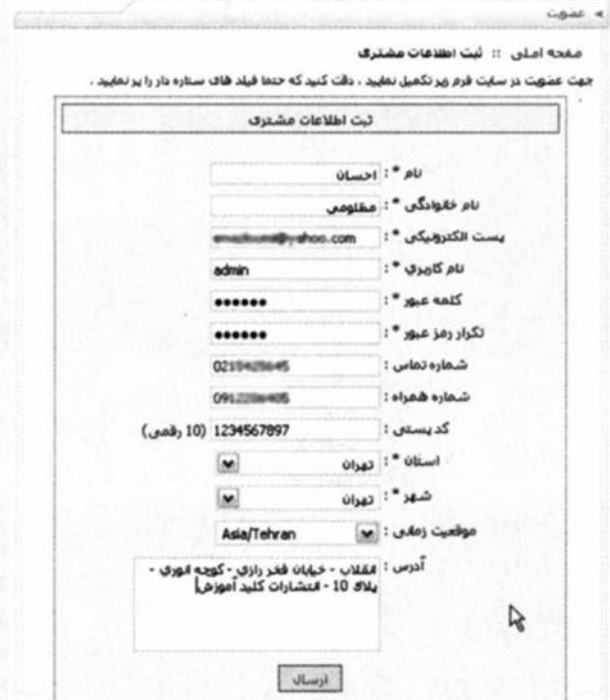 عضویت
صفحه اصلی :: ثبت اطلاعات مشتری
جهت عضویت در سایت فرم زیر تکمیل نمایید ، دقت کنید که حتما فیلد های ستاره دار را پر نمایید .
ثبت اطلاعات مشتری
نام * : احسان
نام خانوادگی * : مظلومی
پست الکترونیکی * : @yahoo.com
نام کاربری * : admin
کلمه عبور * : ●●●●●●
تکرار رمز عبور * : ●●●●●●
شماره تماس :
شماره همراه :
کد پستی : 1234567897 (10 رقمی)
استان * : تهران
شهر * : تهران
موقعیت زمانی : Asia/Tehran
آدرس : انقلاب - خیابان فخر رازی - کوچه انوری -
پلاک 10 - انتشارات کلید آموزش
ارسال